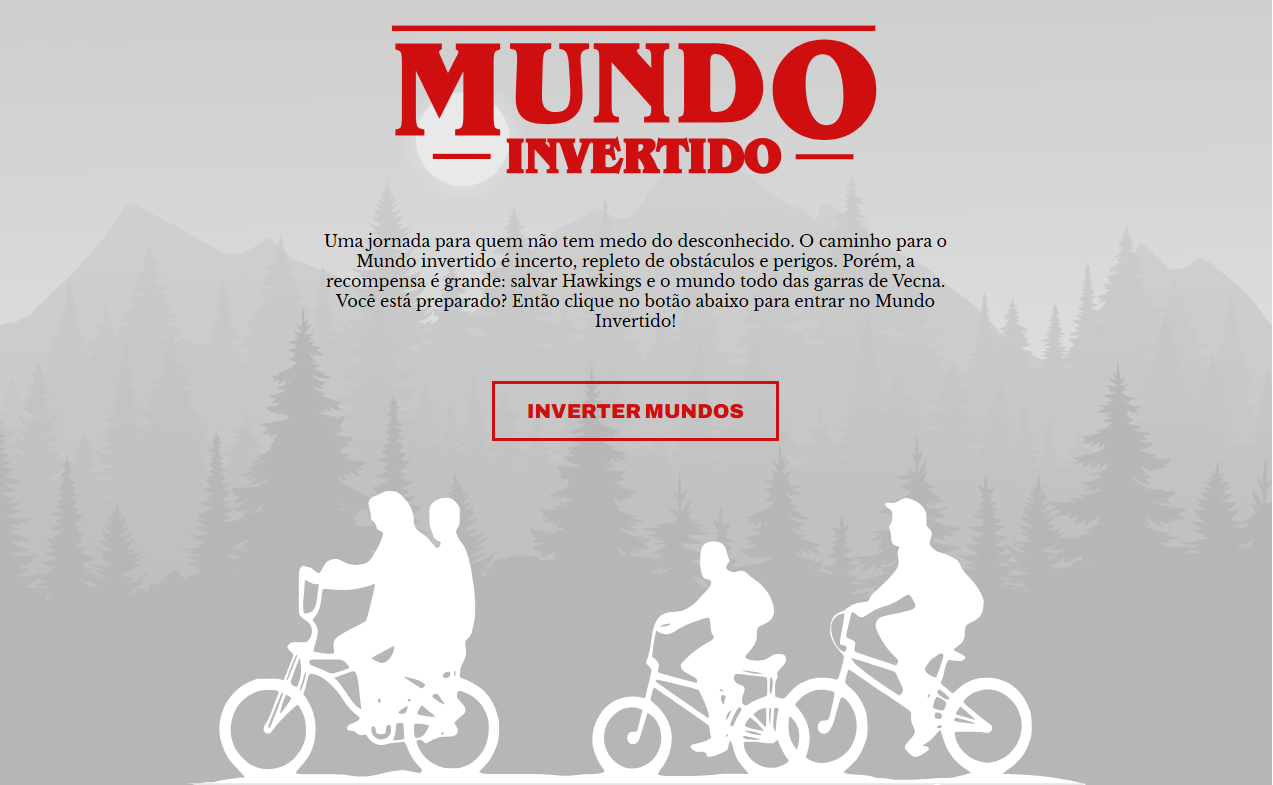 MUNDO
INVERTIDO
Uma jornada para quem não tem medo do desconhecido. O caminho para o
Mundo invertido é incerto, repleto de obstáculos e perigos. Porém, a
recompensa é grande: salvar Hawkings e o mundo todo das garras de Vecna.
Você está preparado? Então clique no botão abaixo para entrar no Mundo
Invertido!
INVERTER MUNDOS